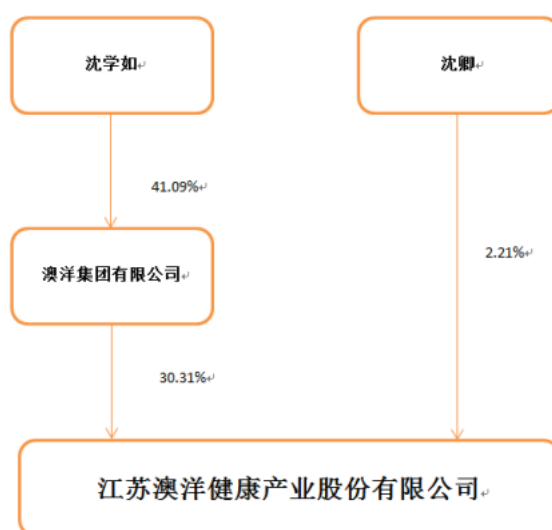 沈学如
沈卿
41.09%
澳洋集团有限公司
2.21%
30.31%
江苏澳洋健康产业股份有限公司